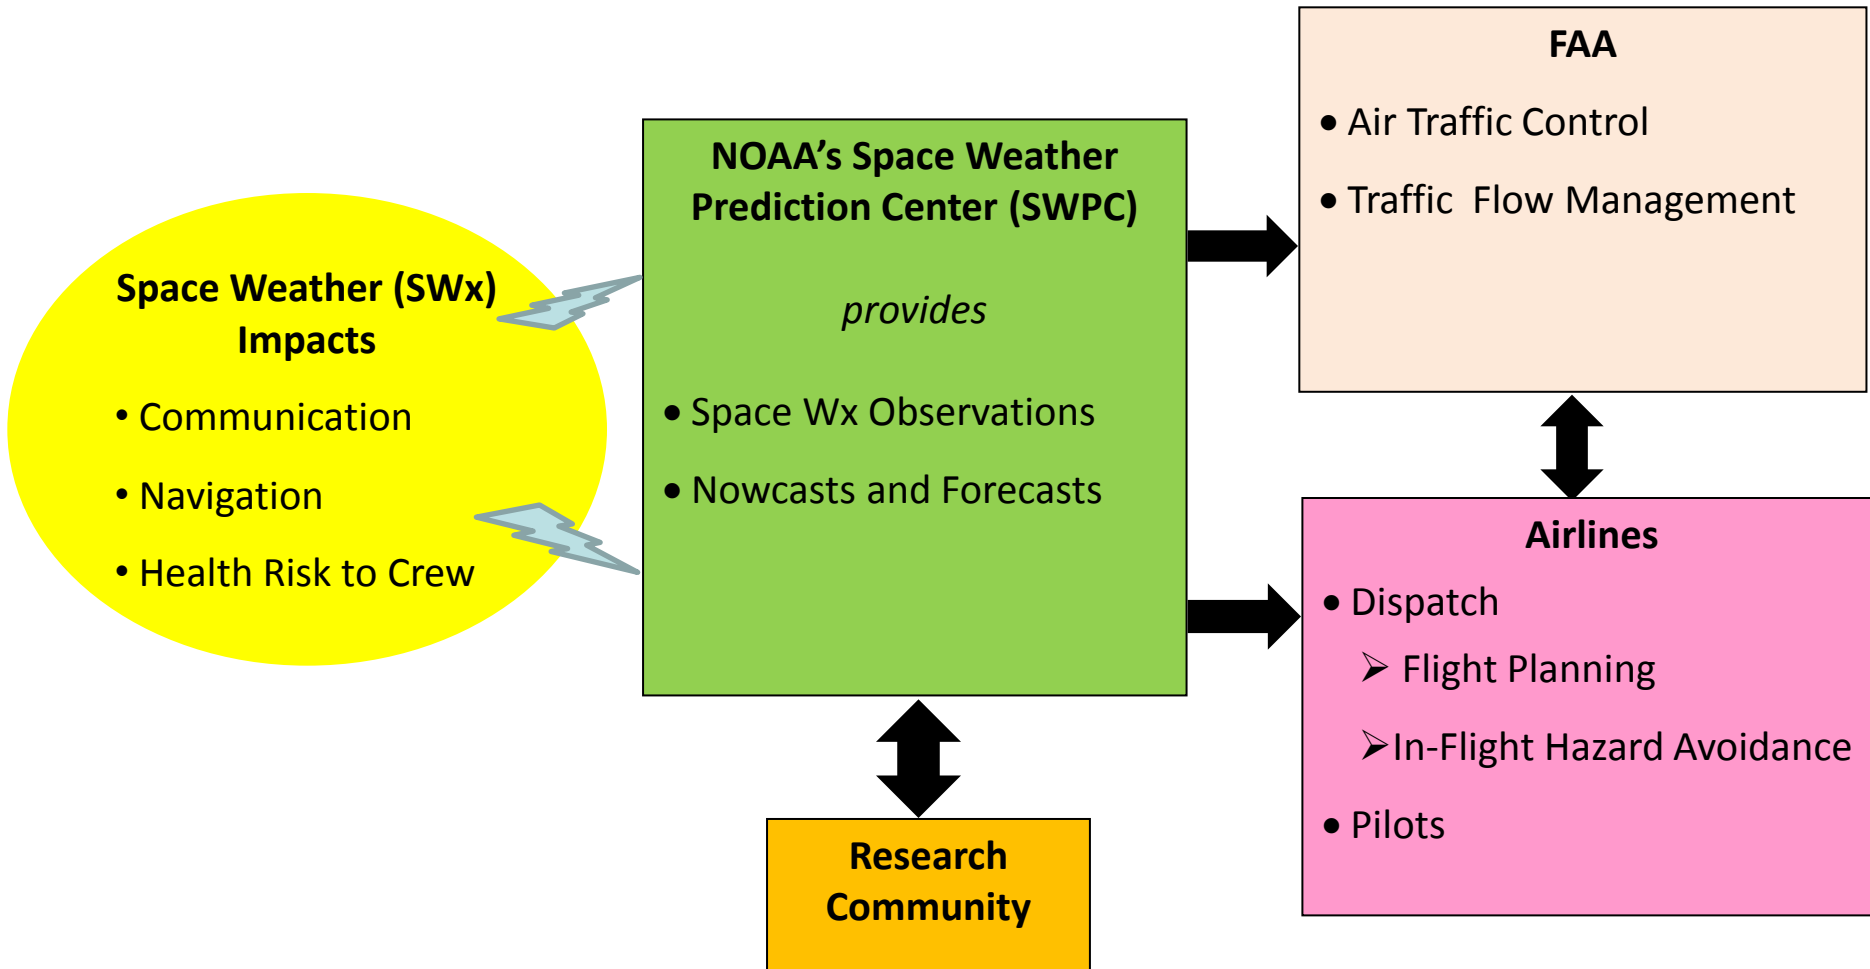 Space Weather (SWx)
Impacts
• Communication
• Navigation
• Health Risk to Crew
NOAA’s Space Weather
Prediction Center (SWPC)
provides
• Space Wx Observations
• Nowcasts and Forecasts
Research
Community
FAA
• Air Traffic Control
• Traffic  Flow Management
Airlines
• Dispatch
➢ Flight Planning
➢In-Flight Hazard Avoidance
• Pilots